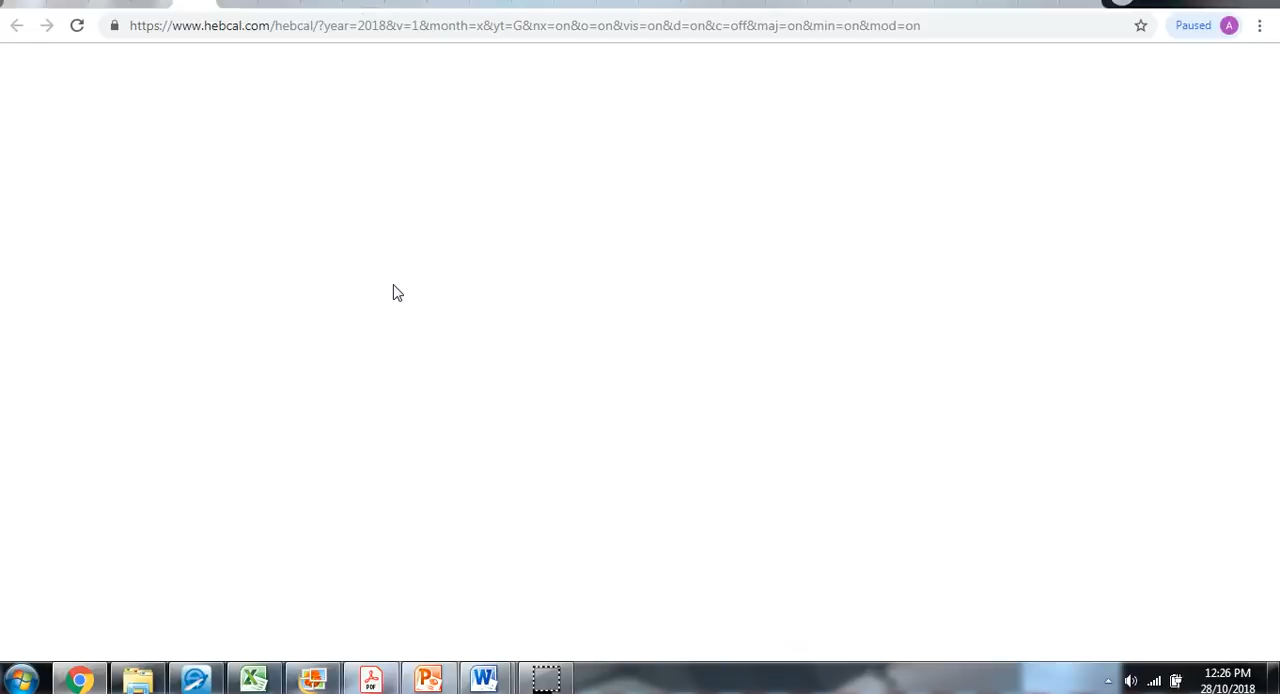 https://www.hebcal.com/hebcal/?year=2018&v=1&month=x&yt=G&nx=on&o=on&vis=on&d=on&c=off&maj=on&min=on&mod=on
Paused
A
PDF
12:26 PM
28/10/2018